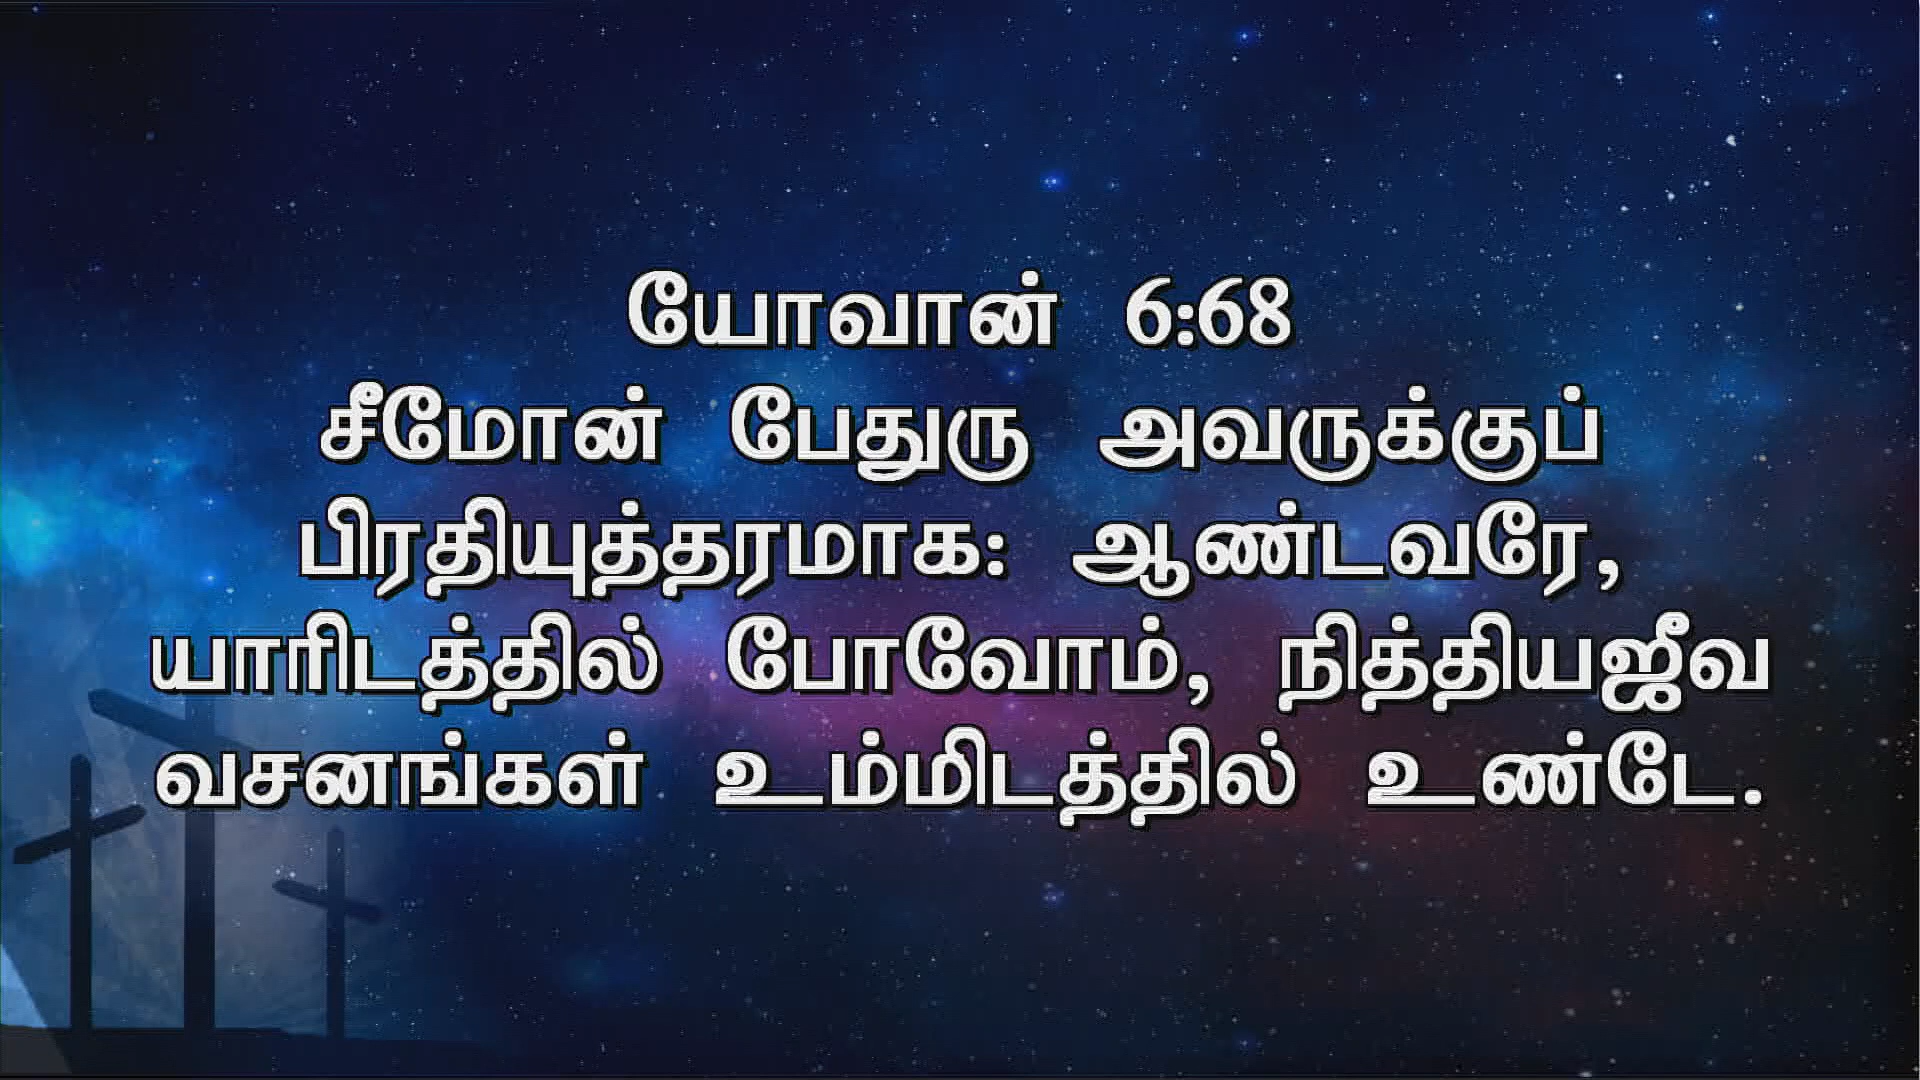 யோவான் 6:68
சீமோன் பேதுரு அவருக்குப்
பிரதியுத்தரமாக: ஆண்டவரே,
யாரிடத்தில் போவோம், நித்தியஜீவ
வசனங்கள் உம்மிடத்தில் உண்டே.